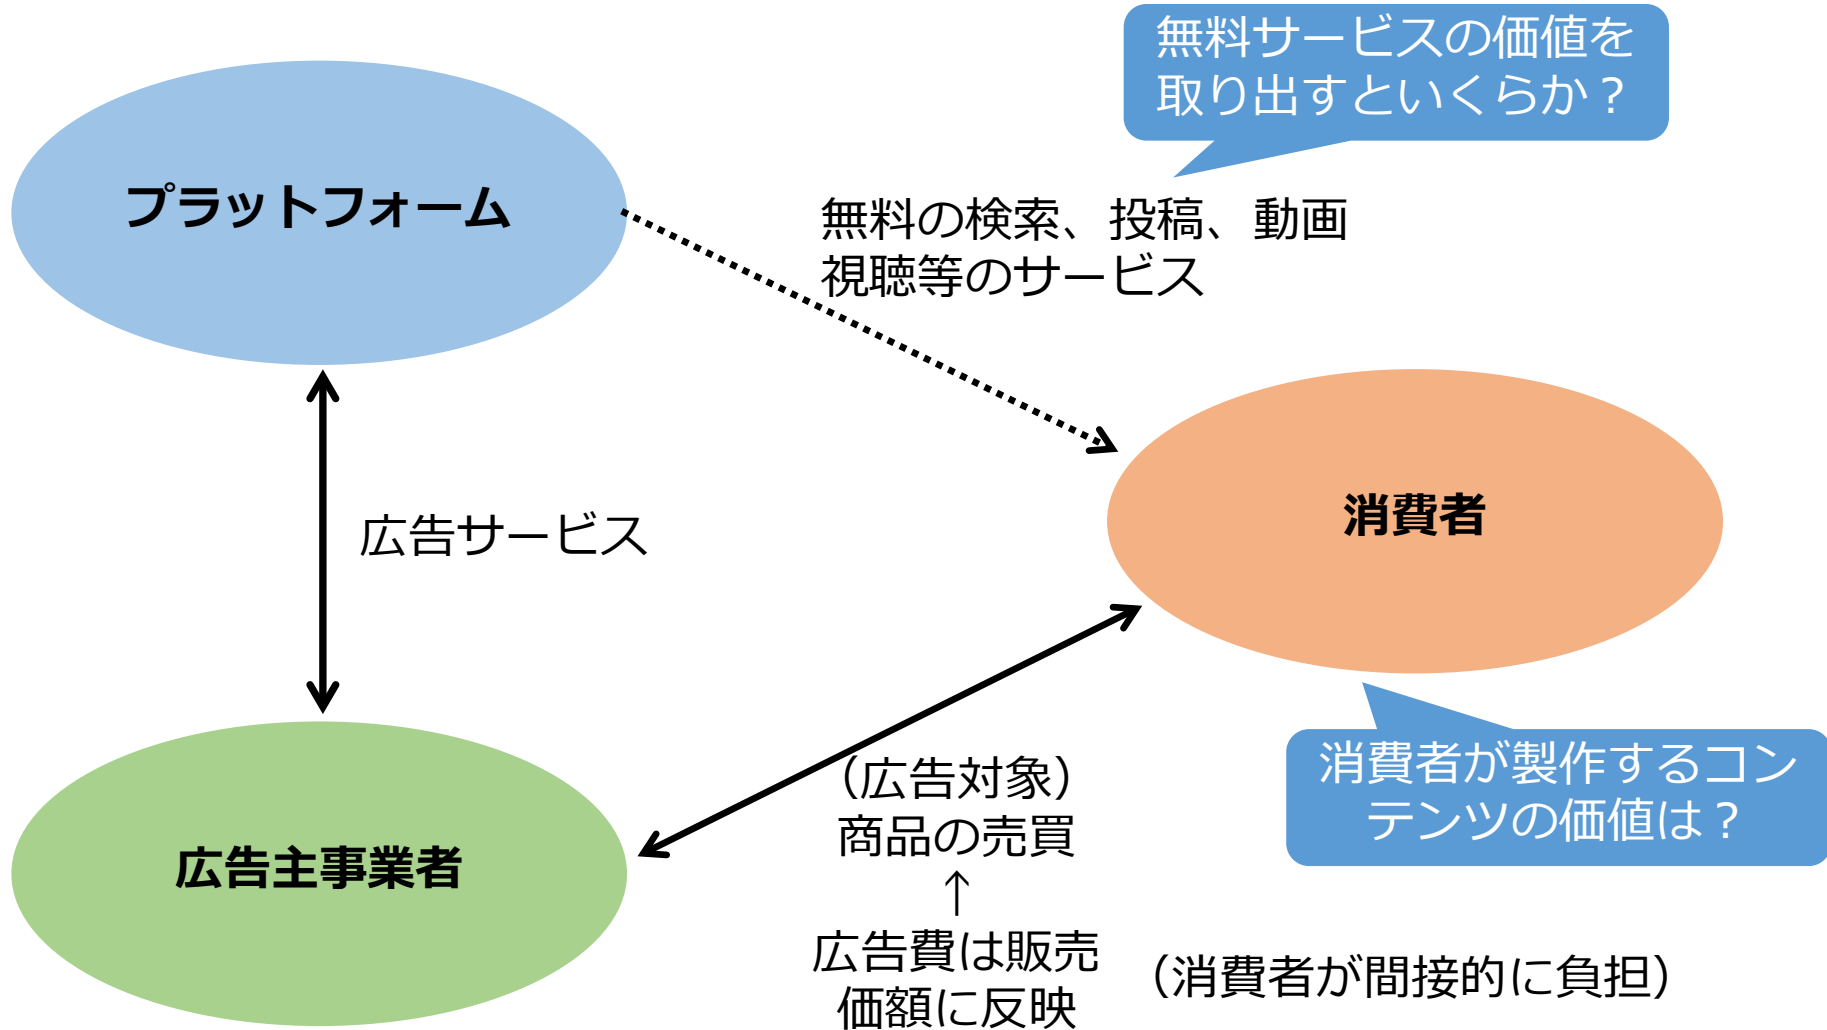 無料サービスの価値を
取り出すといくらか？
プラットフォーム
無料の検索、投稿、動画
視聴等のサービス
消費者
広告サービス
（広告対象）
商品の売買
↑
広告費は販売
価額に反映
消費者が製作するコン
テンツの価値は？
広告主事業者
（消費者が間接的に負担）